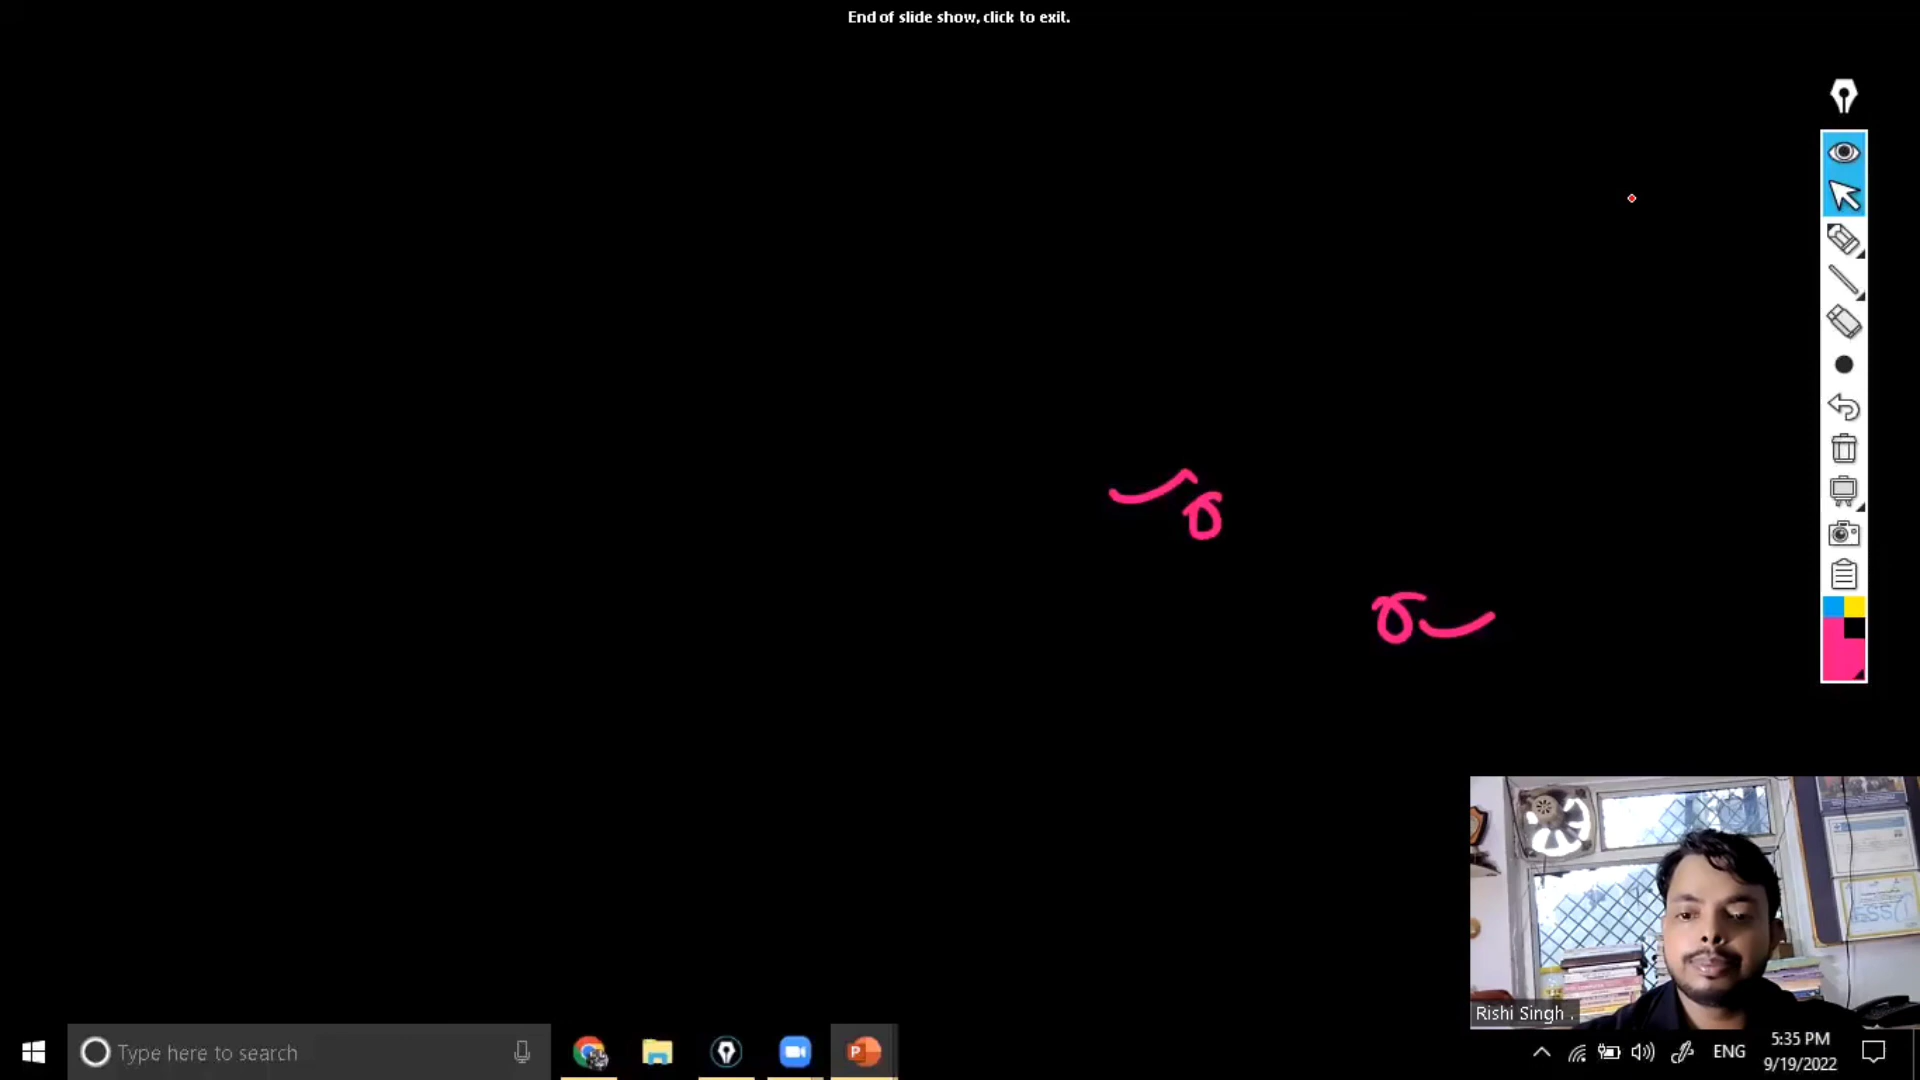 End of slide show, click to exit.
Rishi Singh .
Type here to search
ENG
5:35 PM
9/19/2022